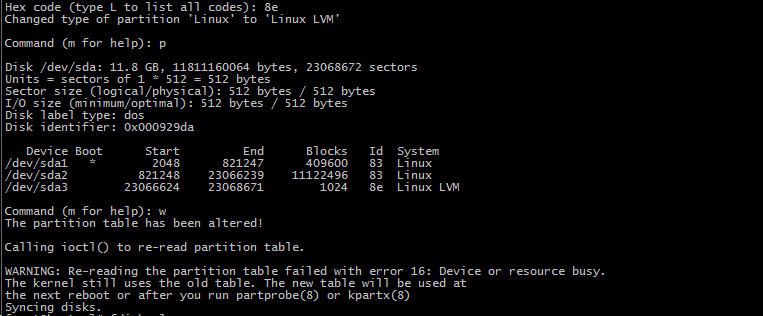 Hex code (type L to list all codes): 8e
Changed type of partition 'Linux' to 'Linux LVM'
Command (m for help): p
Disk /dev/sda: 11.8 GB, 11811160064 bytes, 23068672 sectors
Units = sectors of 1 * 512 = 512 bytes
Sector size (logical/physical): 512 bytes / 512 bytes
I/O size (minimum/optimal): 512 bytes / 512 bytes
Disk label type: dos
Disk identifier: 0x000929da
Device Boot Start End Blocks Id System
/dev/sda1 * 2048 821247 409600 83 Linux
/dev/sda2 821248 23066239 11122496 83 Linux
/dev/sda3 23066624 23068671 1024 8e Linux LVM
Command (m for help): w
The partition table has been altered!
Calling ioctl() to re-read partition table.
WARNING: Re-reading the partition table failed with error 16: Device or resource busy.
The kernel still uses the old table. The new table will be used at
the next reboot or after you run partprobe(8) or kpartx(8)
Syncing disks.